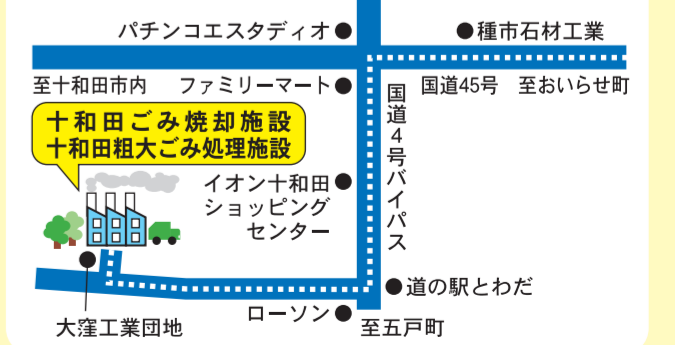 パチンコエスタディオ
種市石材工業
至十和田市内
ファミリーマート
国道45号
至おいらせ町
国道4号バイパス
十和田ごみ焼却施設
十和田粗大ごみ処理施設
イオン十和田
ショッピング
センター
道の駅とわだ
大窪工業団地
ローソン
至五戸町